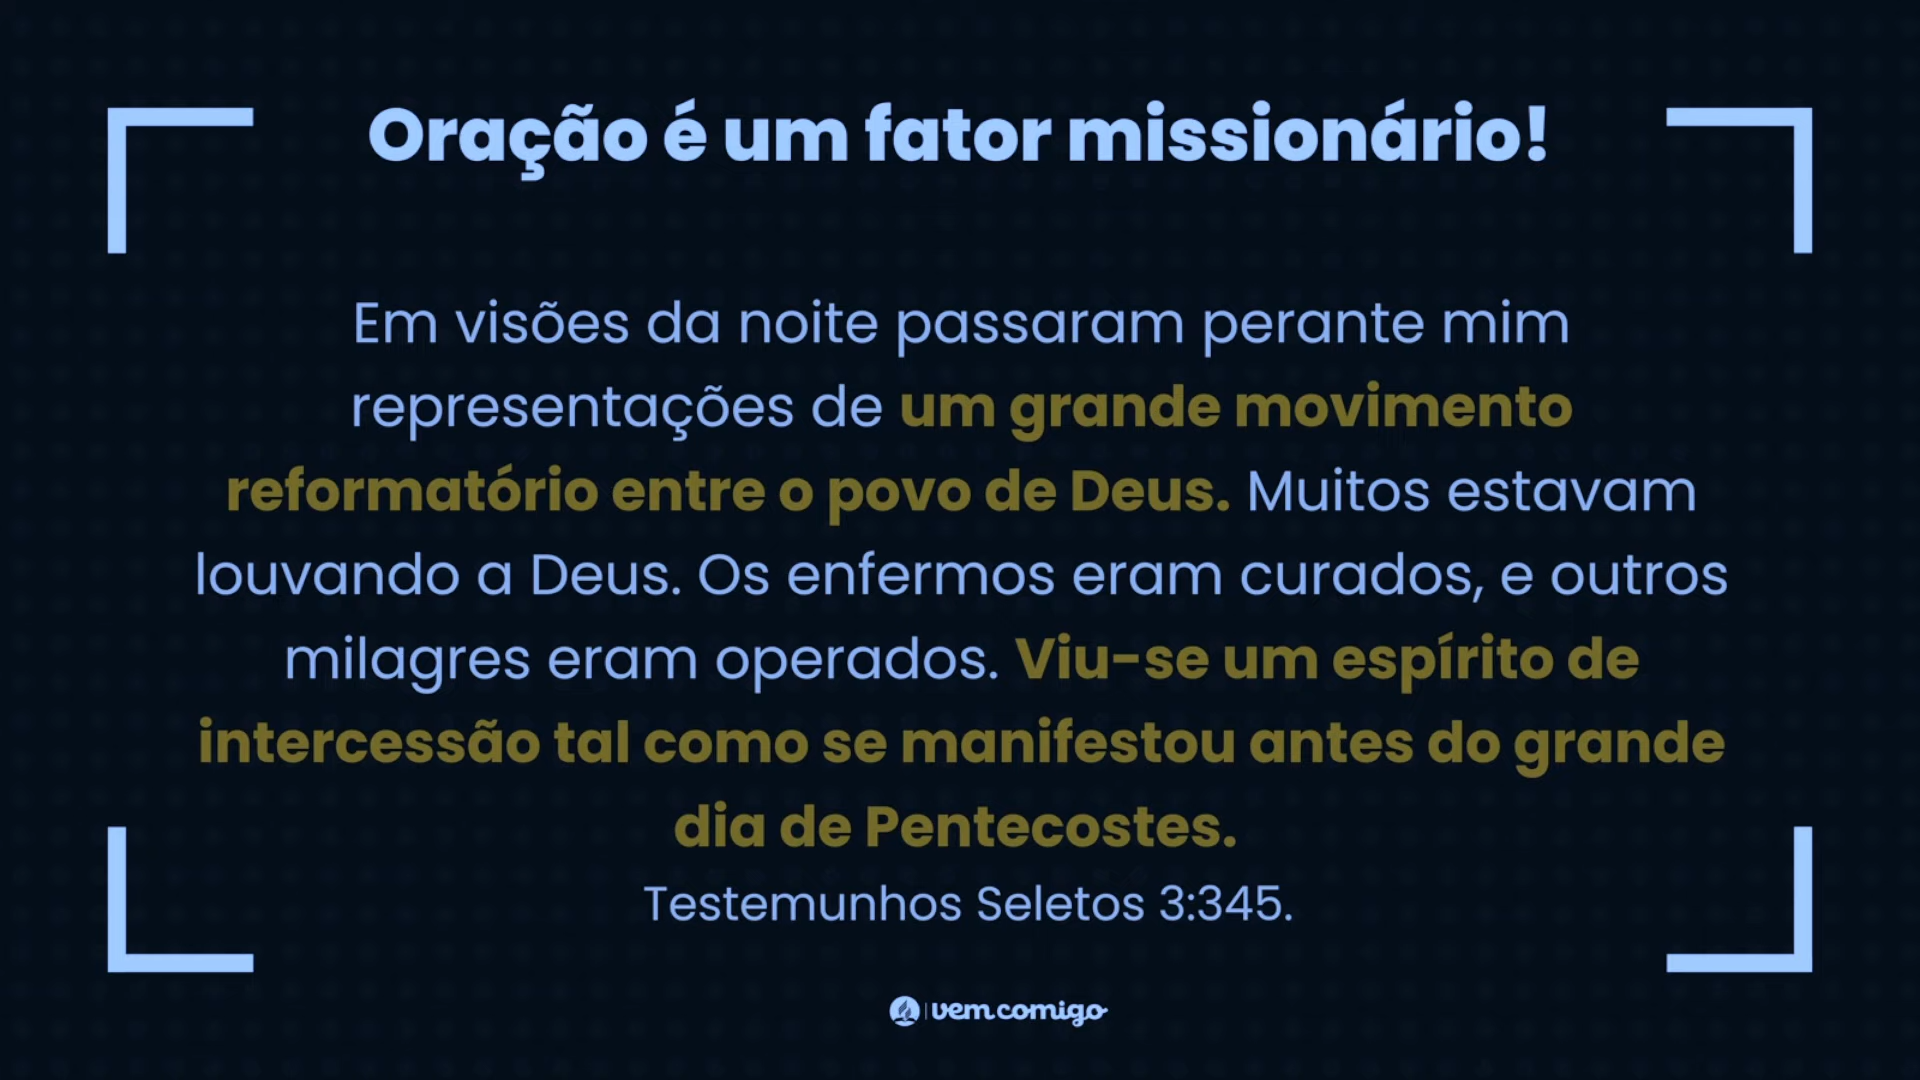 Oração é um fator missionário!
Em visões da noite passaram perante mim
representações de um grande movimento
reformatório entre o povo de Deus. Muitos estavam
louvando a Deus. Os enfermos eram curados, e outros
milagres eram operados. Viu-se um espírito de
intercessão tal como se manifestou antes do grande
dia de Pentecostes.
Testemunhos Seletos 3:345.
vem comigo